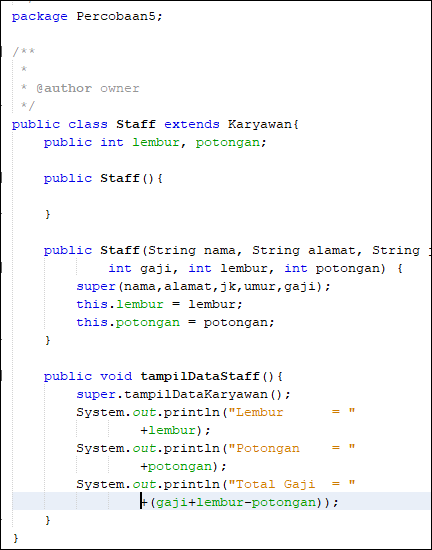 package Percobaan5;
/**
*
* @author owner
*/
public class Staff extends Karyawan{
public int lembur, potongan;
public Staff(){
}
public Staff(String nama, String alamat, String
int gaji, int lembur, int potongan) {
super(nama,alamat,jk,umur,gaji);
this.lembur = lembur;
this.potongan = potongan;
}
public void tampilDataStaff(){
super.tampilDataKaryawan();
System.out.println("Lembur      = "
+lembur);
System.out.println("Potongan    = "
+potongan);
System.out.println("Total Gaji  = "
+(gaji+lembur-potongan));
}
}